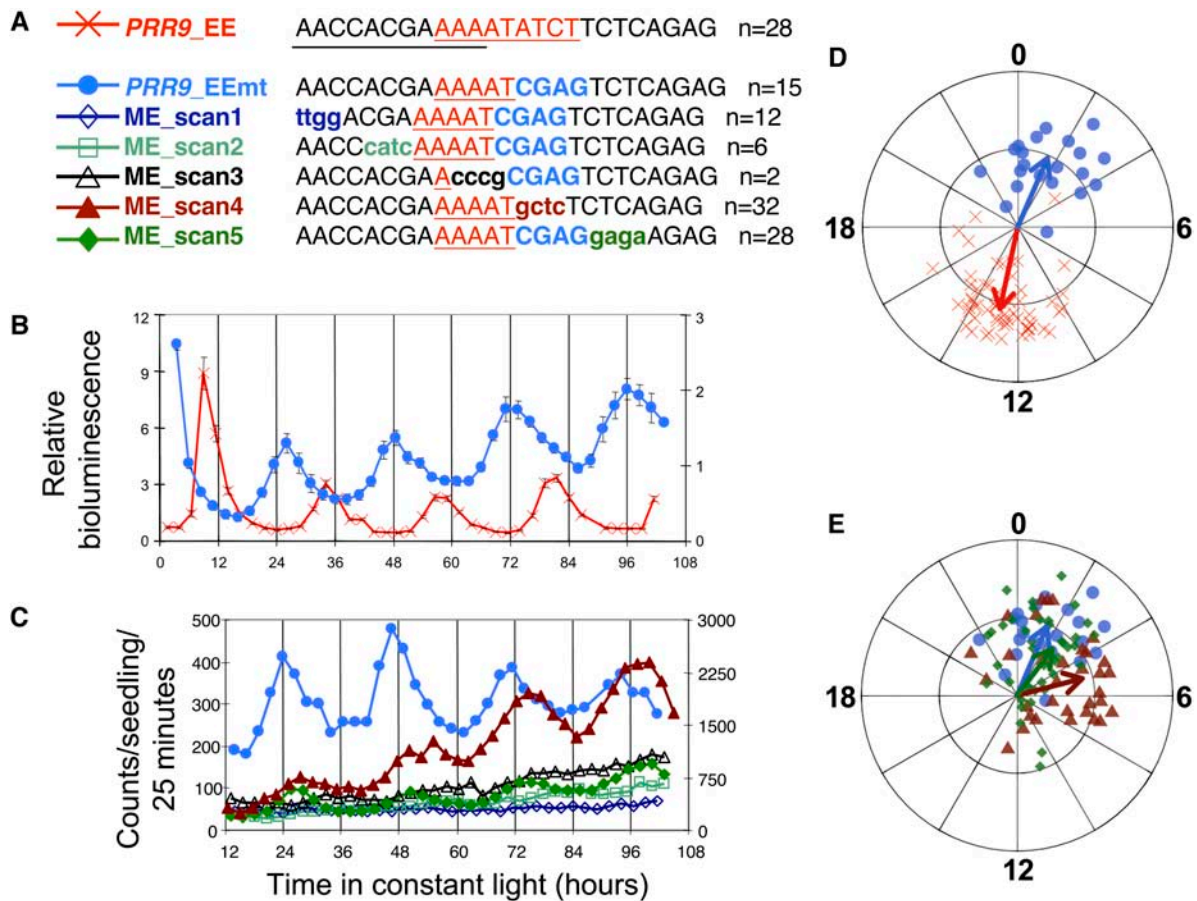 A
PRR9_EE AACCACGAAAAATATCTTCTCAGAG n=28
PRR9_EEmt AACCACGAAAAATCGAGTCTCAGAG n=15
ME_scan1 ttggACGAAAAATCGAGTCTCAGAG n=12
ME_scan2 AACCcatcAAAATCGAGTCTCAGAG n=6
ME_scan3 AACCACGAAcccgCGAGTCTCAGAG n=2
ME_scan4 AACCACGAAAAATgctcTCTCAGAG n=32
ME_scan5 AACCACGAAAAATCGAGgagaAGAG n=28
B
Relative
bioluminescence
12
9
6
3
0
3
2
1
0
0 12 24 36 48 60 72 84 96 108
C
Counts/seedling/
25 minutes
500
400
300
200
100
0
3000
2250
1500
750
0
12 24 36 48 60 72 84 96 108
Time in constant light (hours)
D
0
18
6
12
E
0
18
6
12